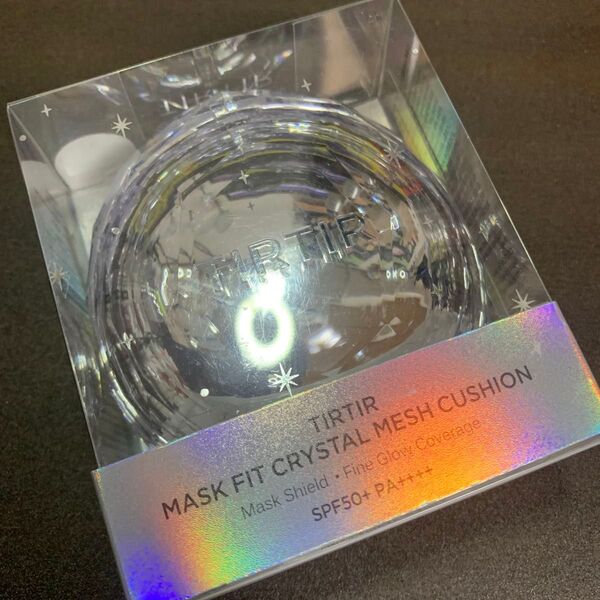 TIRTIR
TIRTIR
MASK FIT CRYSTAL MESH CUSHION
Mask Shield • Fine Glow Coverage
SPF50+ PA++++